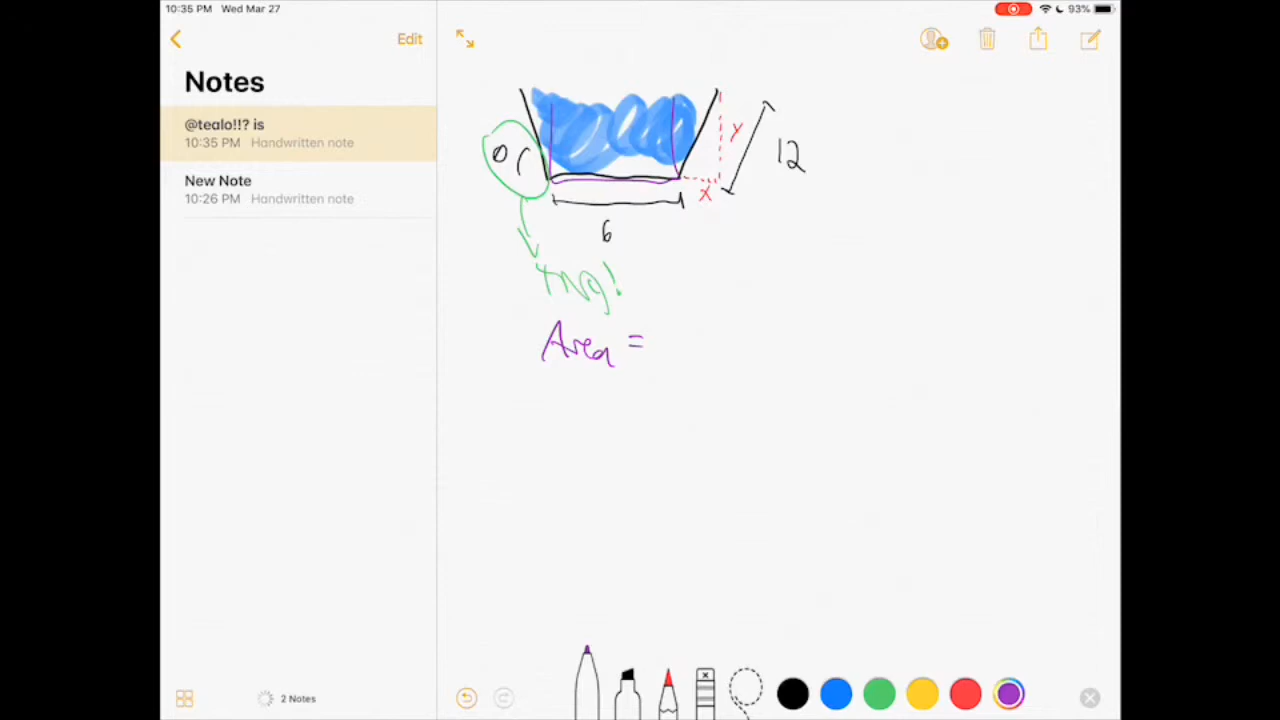 10:35 PM Wed Mar 27
93%
Edit
Notes
@tealo!!? is
10:35 PM Handwritten note
New Note
10:26 PM Handwritten note
y
12
x
6
Area =
2 Notes